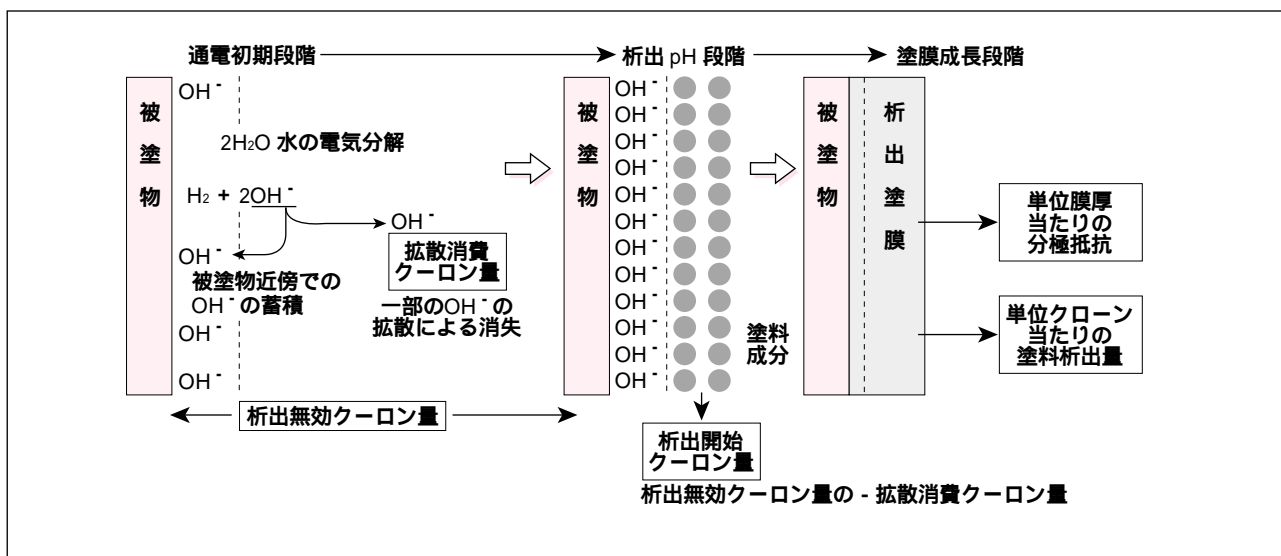 通電初期段階
析出 pH 段階
塗膜成長段階
被塗物
OH⁻
2H₂O 水の電気分解
H₂ + 2OH⁻
OH⁻
拡散消費
クーロン量
OH⁻
被塗物近傍での
OH⁻の蓄積
一部のOH⁻の
拡散による消失
OH⁻
OH⁻
析出無効クーロン量
被塗物
OH⁻
OH⁻
OH⁻
OH⁻
OH⁻
OH⁻
OH⁻
OH⁻
OH⁻
OH⁻
OH⁻
OH⁻
塗料
成分
析出開始
クーロン量
析出無効クーロン量の - 拡散消費クーロン量
被塗物
析出塗膜
単位膜厚
当たりの
分極抵抗
単位クローン
当たりの
塗料析出量